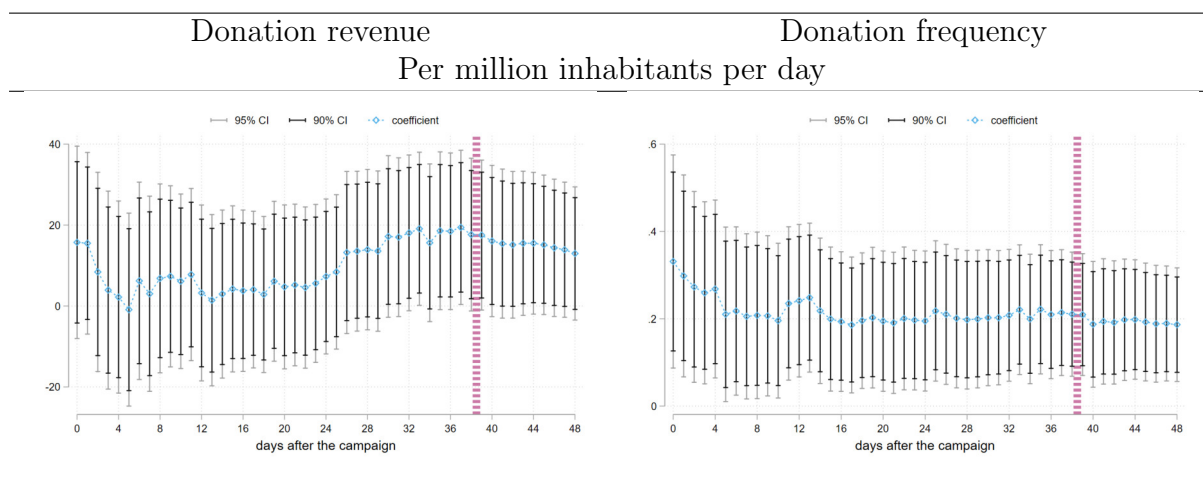 Donation revenue Donation frequency
Per million inhabitants per day
95% CI 90% CI coefficient
40
20
0
-20
0 4 8 12 16 20 24 28 32 36 40 44 48
days after the campaign
95% CI 90% CI coefficient
.6
.4
.2
0
0 4 8 12 16 20 24 28 32 36 40 44 48
days after the campaign